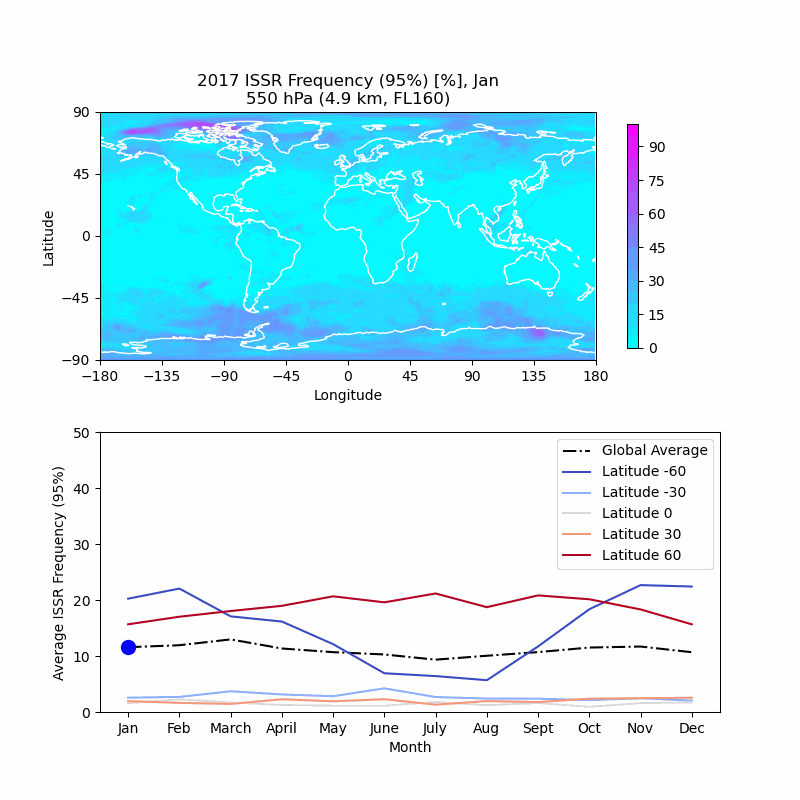 2017 ISSR Frequency (95%) [%], Jan
550 hPa (4.9 km, FL160)
90
45
0
−45
−90
Latitude
−180 −135 −90 −45 0 45 90 135 180
Longitude
90
75
60
45
30
15
0
50
40
30
20
10
0
Average ISSR Frequency (95%)
Global Average
Latitude -60
Latitude -30
Latitude 0
Latitude 30
Latitude 60
Jan Feb March April May June July Aug Sept Oct Nov Dec
Month